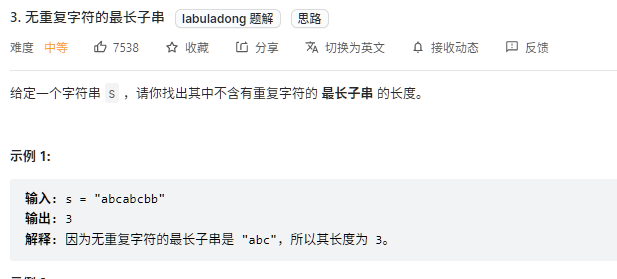 3. 无重复字符的最长子串 labuladong 题解 思路
难度 中等 7538 收藏 分享 切换为英文 接收动态 反馈
给定一个字符串 s ，请你找出其中不含有重复字符的 最长子串 的长度。
示例 1:
输入: s = "abcabcbb"
输出: 3
解释: 因为无重复字符的最长子串是 "abc"，所以其长度为 3。